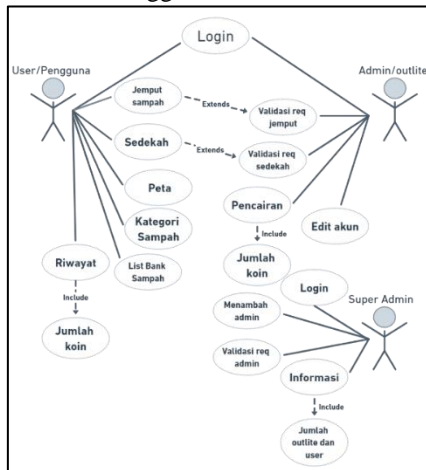 Login
User/Pengguna
Admin/outlite
Jemput
sampah
Extends
Validasi req
jemput
Sedekah
Extends
Validasi req
sedekah
Peta
Pencairan
Edit akun
Kategori
Sampah
Include
Riwayat
List Bank
Sampah
Jumlah
koin
Login
Include
Menambah
admin
Super Admin
Jumlah
koin
Validasi req
admin
Informasi
Include
Jumlah
outlite dan
user